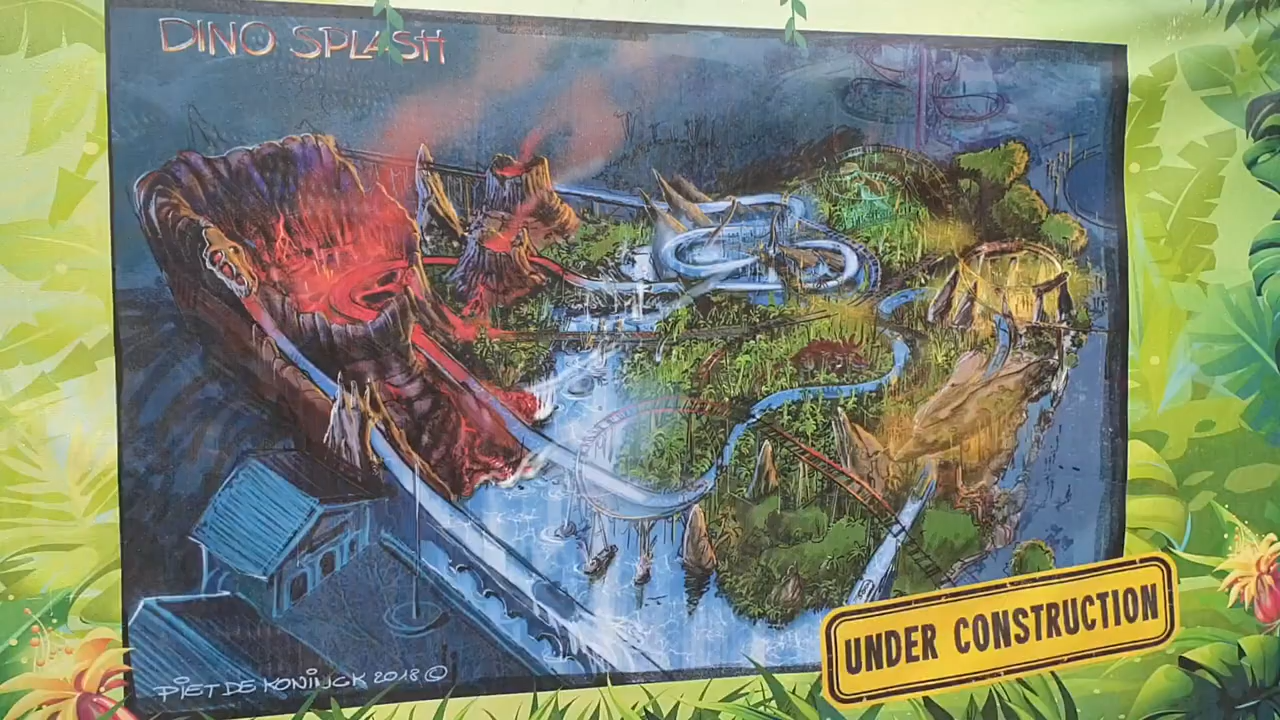 DINO SPLASH
UNDER CONSTRUCTION
PIET DE KONINCK 2018 ©